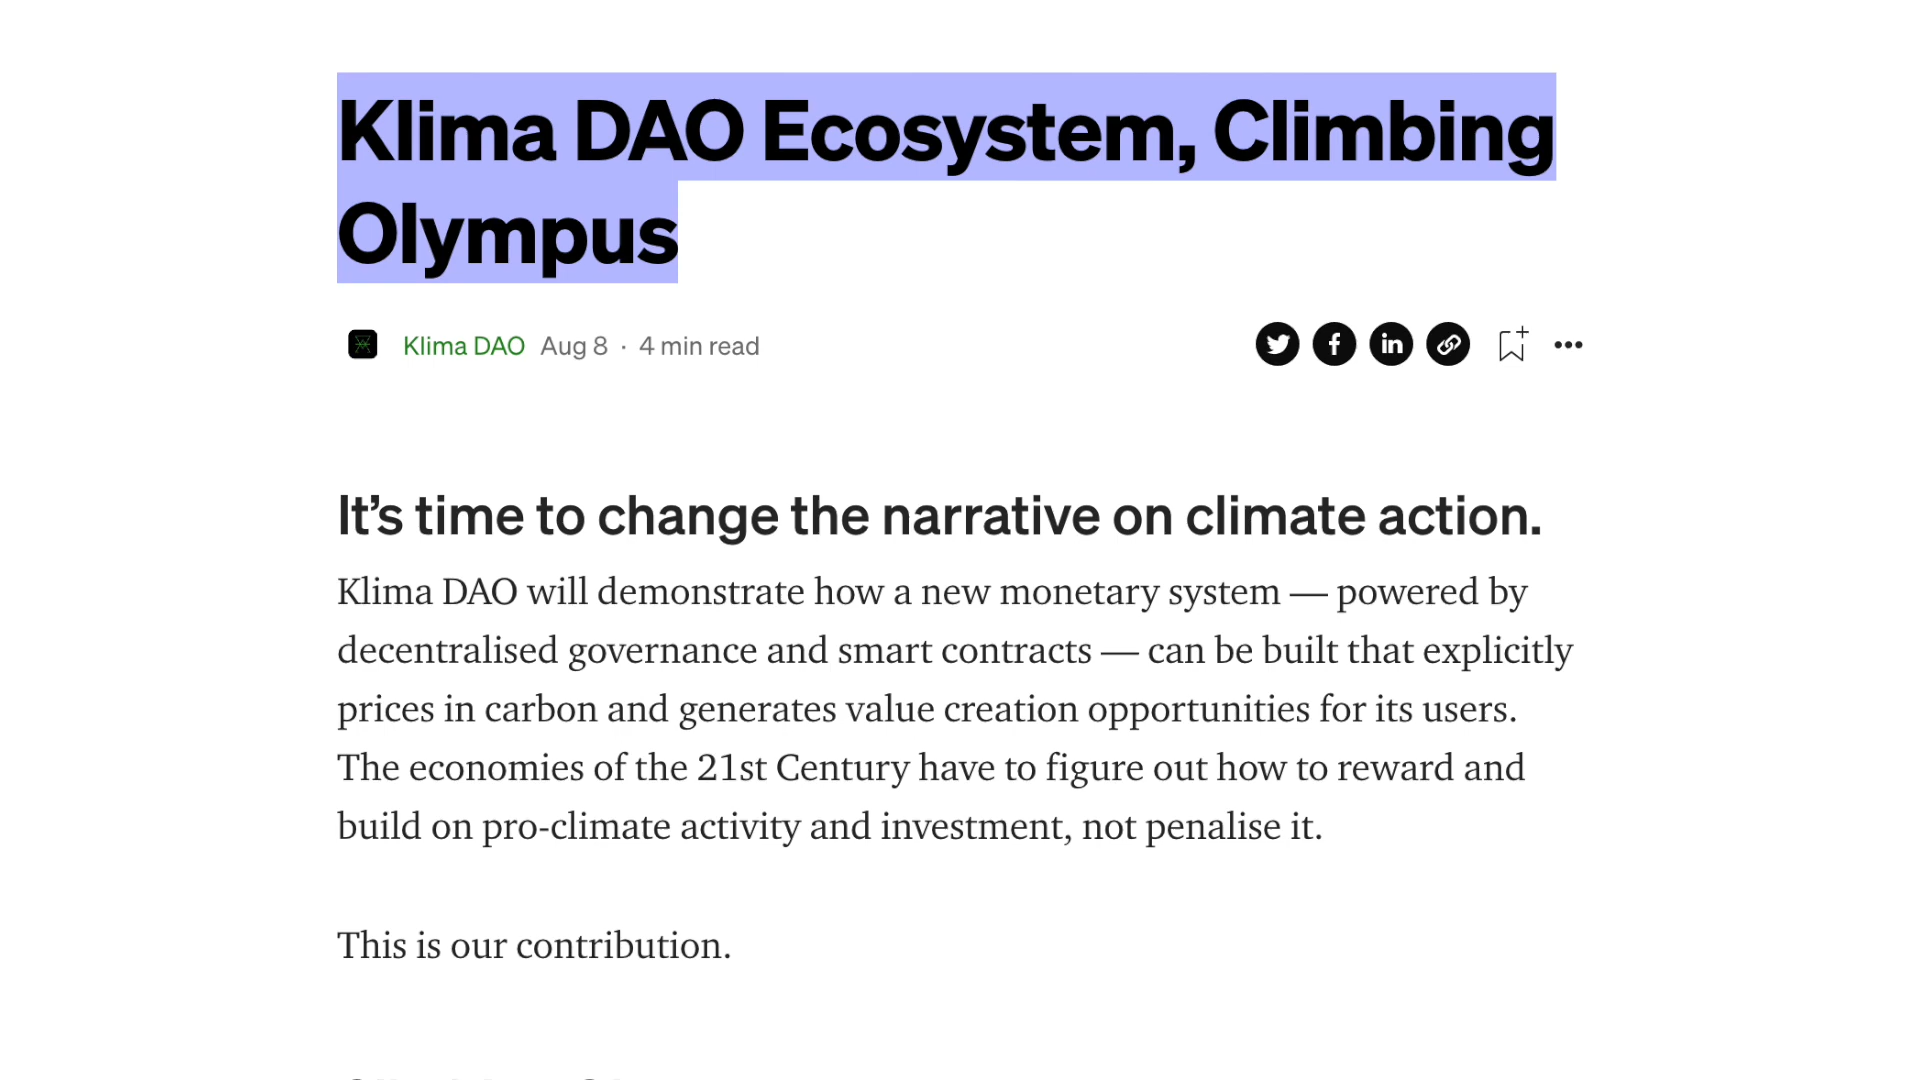 Klima DAO Ecosystem, Climbing
Olympus
Klima DAO Aug 8 · 4 min read
It’s time to change the narrative on climate action.
Klima DAO will demonstrate how a new monetary system — powered by
decentralised governance and smart contracts — can be built that explicitly
prices in carbon and generates value creation opportunities for its users.
The economies of the 21st Century have to figure out how to reward and
build on pro-climate activity and investment, not penalise it.
This is our contribution.